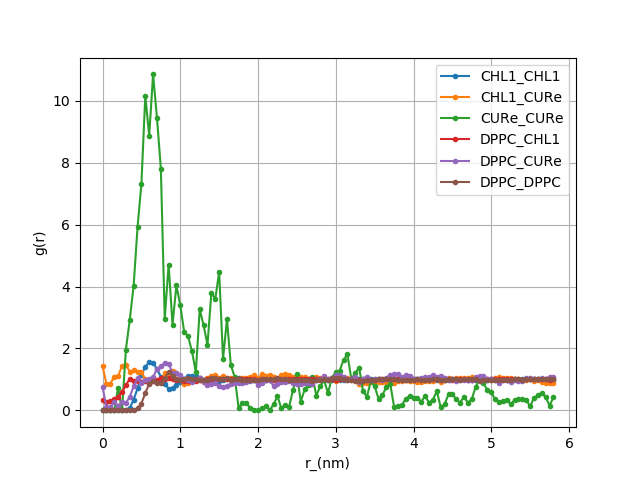 CHL1_CHL1
CHL1_CURe
CURe_CURe
DPPC_CHL1
DPPC_CURe
DPPC_DPPC
10
8
6
4
2
0
g(r)
0 1 2 3 4 5 6
r_(nm)